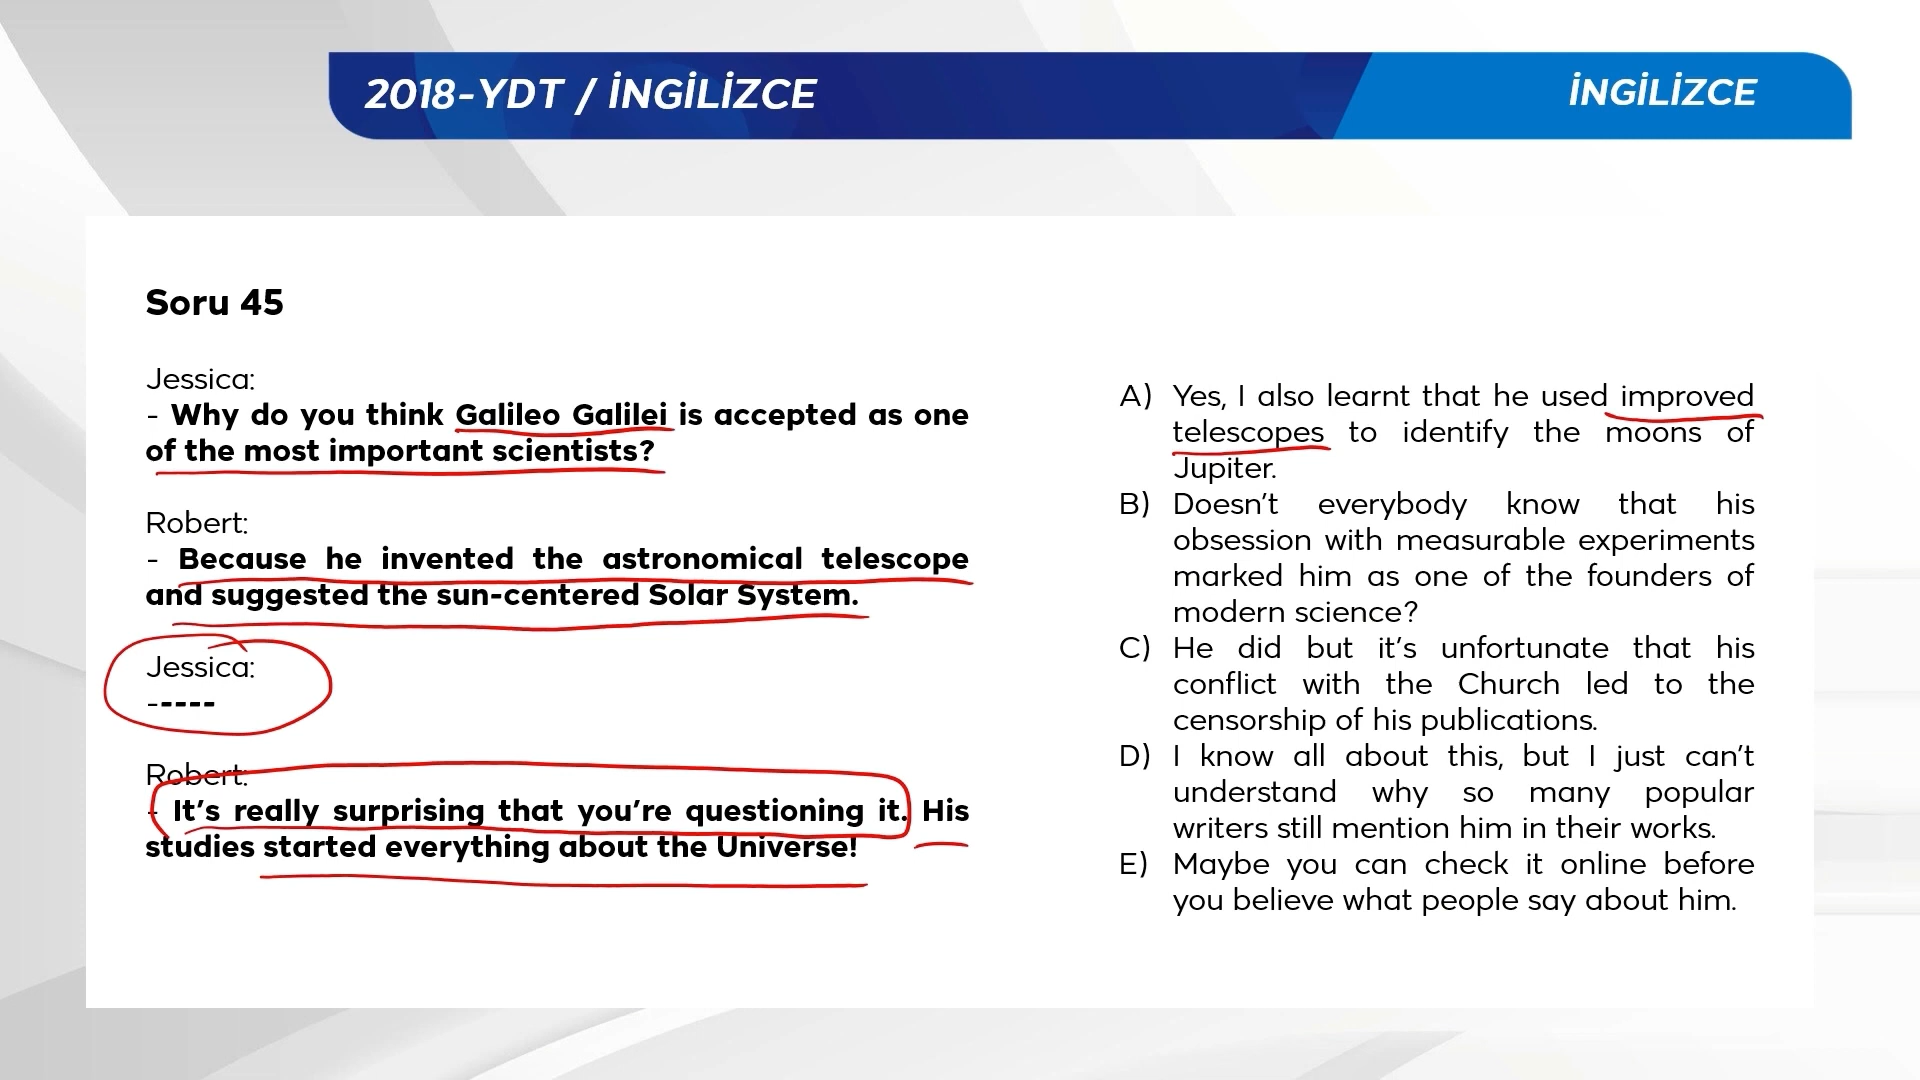 2018-YDT / İNGİLİZCE
İNGİLİZCE
Soru 45
Jessica:
- Why do you think Galileo Galilei is accepted as one
of the most important scientists?
Robert:
- Because he invented the astronomical telescope
and suggested the sun-centered Solar System.
Jessica:
-----
Robert:
- It's really surprising that you're questioning it. His
studies started everything about the Universe!
A) Yes, I also learnt that he used improved
telescopes to identify the moons of
Jupiter.
B) Doesn't everybody know that his
obsession with measurable experiments
marked him as one of the founders of
modern science?
C) He did but it's unfortunate that his
conflict with the Church led to the
censorship of his publications.
D) I know all about this, but I just can't
understand why so many popular
writers still mention him in their works.
E) Maybe you can check it online before
you believe what people say about him.